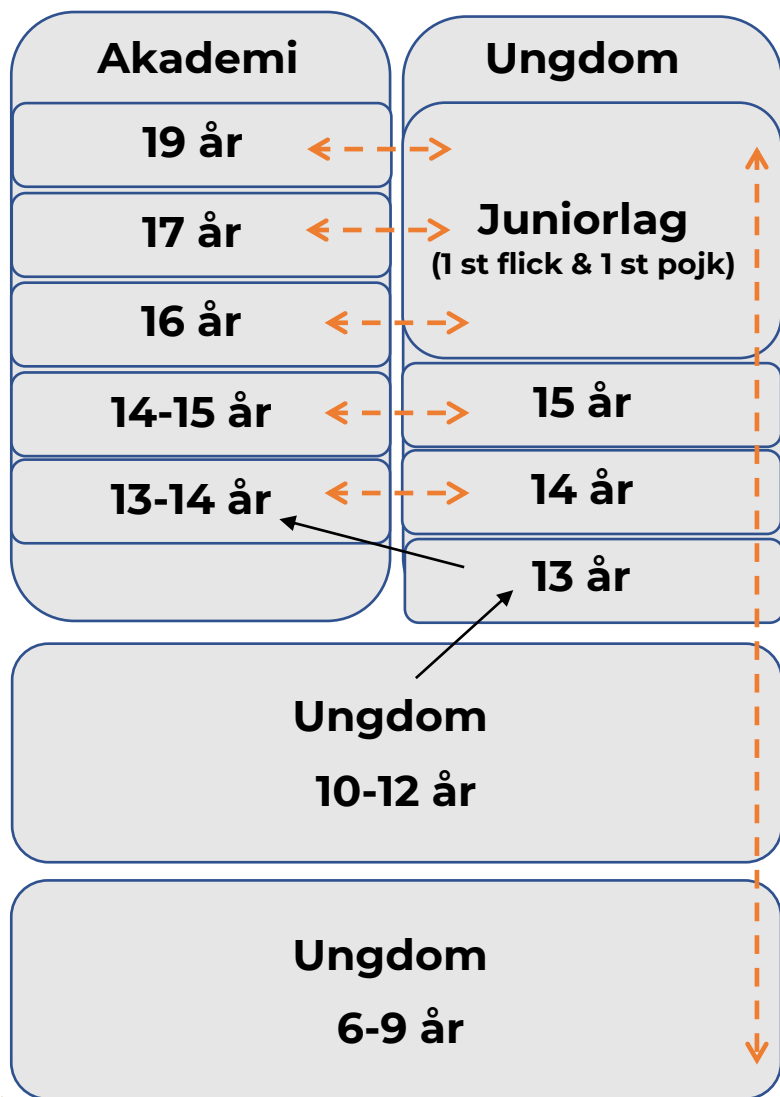 Akademi
19 år
17 år
16 år
14-15 år
13-14 år
Ungdom
Juniorlag
(1 st flick & 1 st pojk)
15 år
14 år
13 år
Ungdom
10-12 år
Ungdom
6-9 år